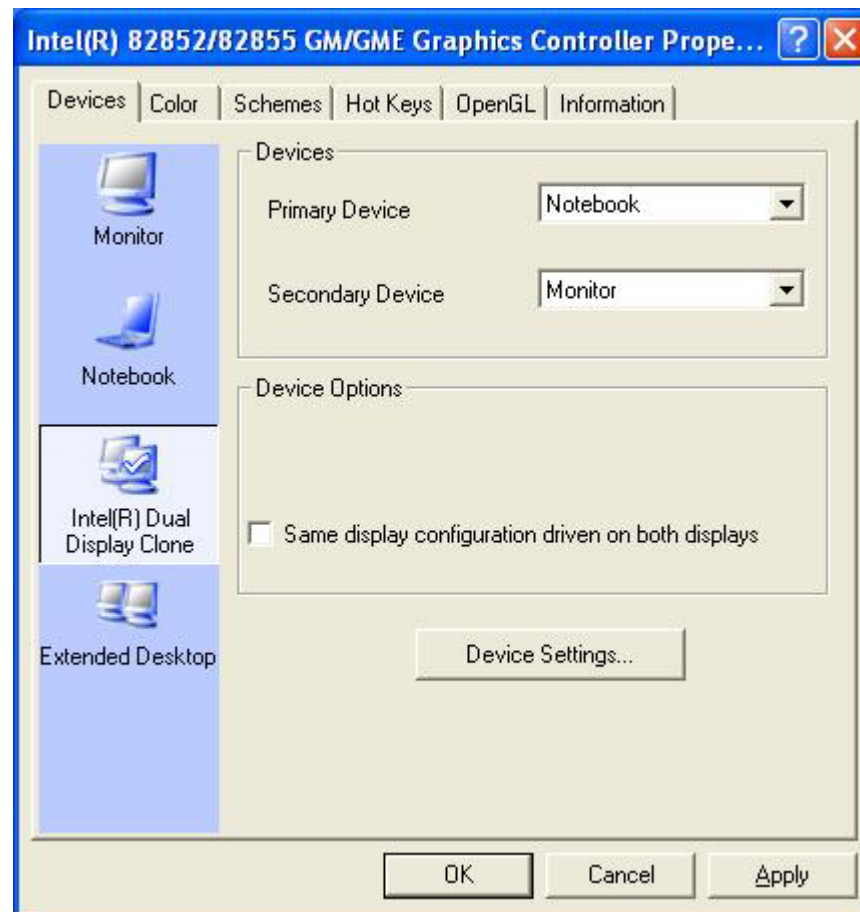 Intel(R) 82852/82855 GM/GME Graphics Controller Prope...
Devices Color Schemes Hot Keys OpenGL Information
Monitor
Notebook
Intel(R) Dual
Display Clone
Extended Desktop
Devices
Primary Device Notebook
Secondary Device Monitor
Device Options
Same display configuration driven on both displays
Device Settings...
OK Cancel Apply